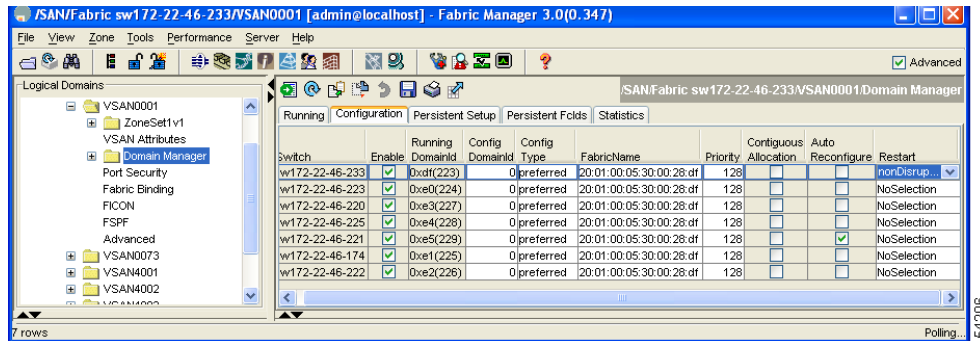 /SAN/Fabric sw172-22-46-233/VSAN0001 [admin@localhost] - Fabric Manager 3.0(0.347)
File View Zone Tools Performance Server Help
Advanced
Logical Domains
VSAN0001
ZoneSet1v1
VSAN Attributes
Domain Manager
Port Security
Fabric Binding
FICON
FSPF
Advanced
VSAN0073
VSAN4001
VSAN4002
/SAN/Fabric sw172-22-46-233/VSAN0001/Domain Manager
Running Configuration Persistent Setup Persistent FcIds Statistics
Running Config Config Contiguous Auto
Switch Enable DomainId DomainId Type FabricName Priority Allocation Reconfigure Restart
w172-22-46-233 0xdf(223) 0 preferred 20:01:00:05:30:00:28:df 128 nonDisrup...
w172-22-46-223 0xe0(224) 0 preferred 20:01:00:05:30:00:28:df 128 NoSelection
w172-22-46-220 0xe3(227) 0 preferred 20:01:00:05:30:00:28:df 128 NoSelection
w172-22-46-225 0xe4(228) 0 preferred 20:01:00:05:30:00:28:df 128 NoSelection
w172-22-46-221 0xe5(229) 0 preferred 20:01:00:05:30:00:28:df 128 NoSelection
w172-22-46-174 0xe1(225) 0 preferred 20:01:00:05:30:00:28:df 128 NoSelection
w172-22-46-222 0xe2(226) 0 preferred 20:01:00:05:30:00:28:df 128 NoSelection
7 rows
Polling...